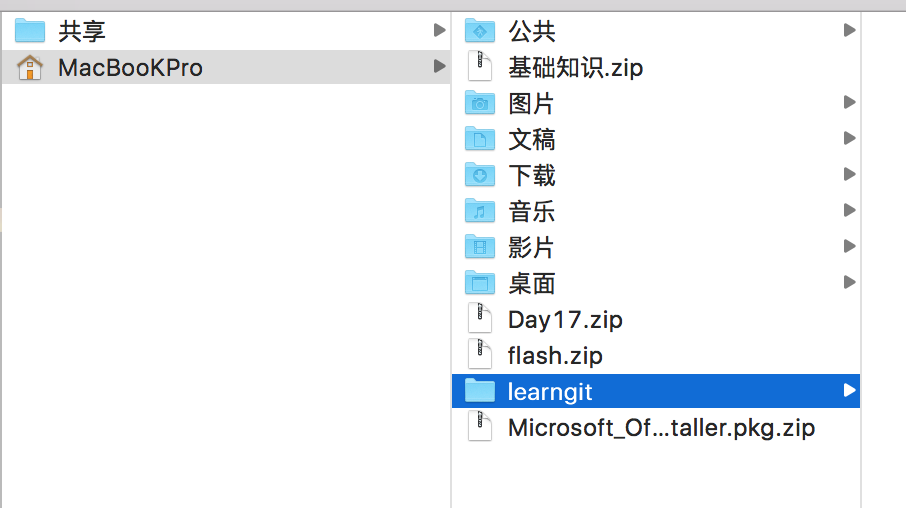 共享
MacBooKPro
公共
基础知识.zip
图片
文稿
下载
音乐
影片
桌面
Day17.zip
flash.zip
learngit
Microsoft_Of...taller.pkg.zip